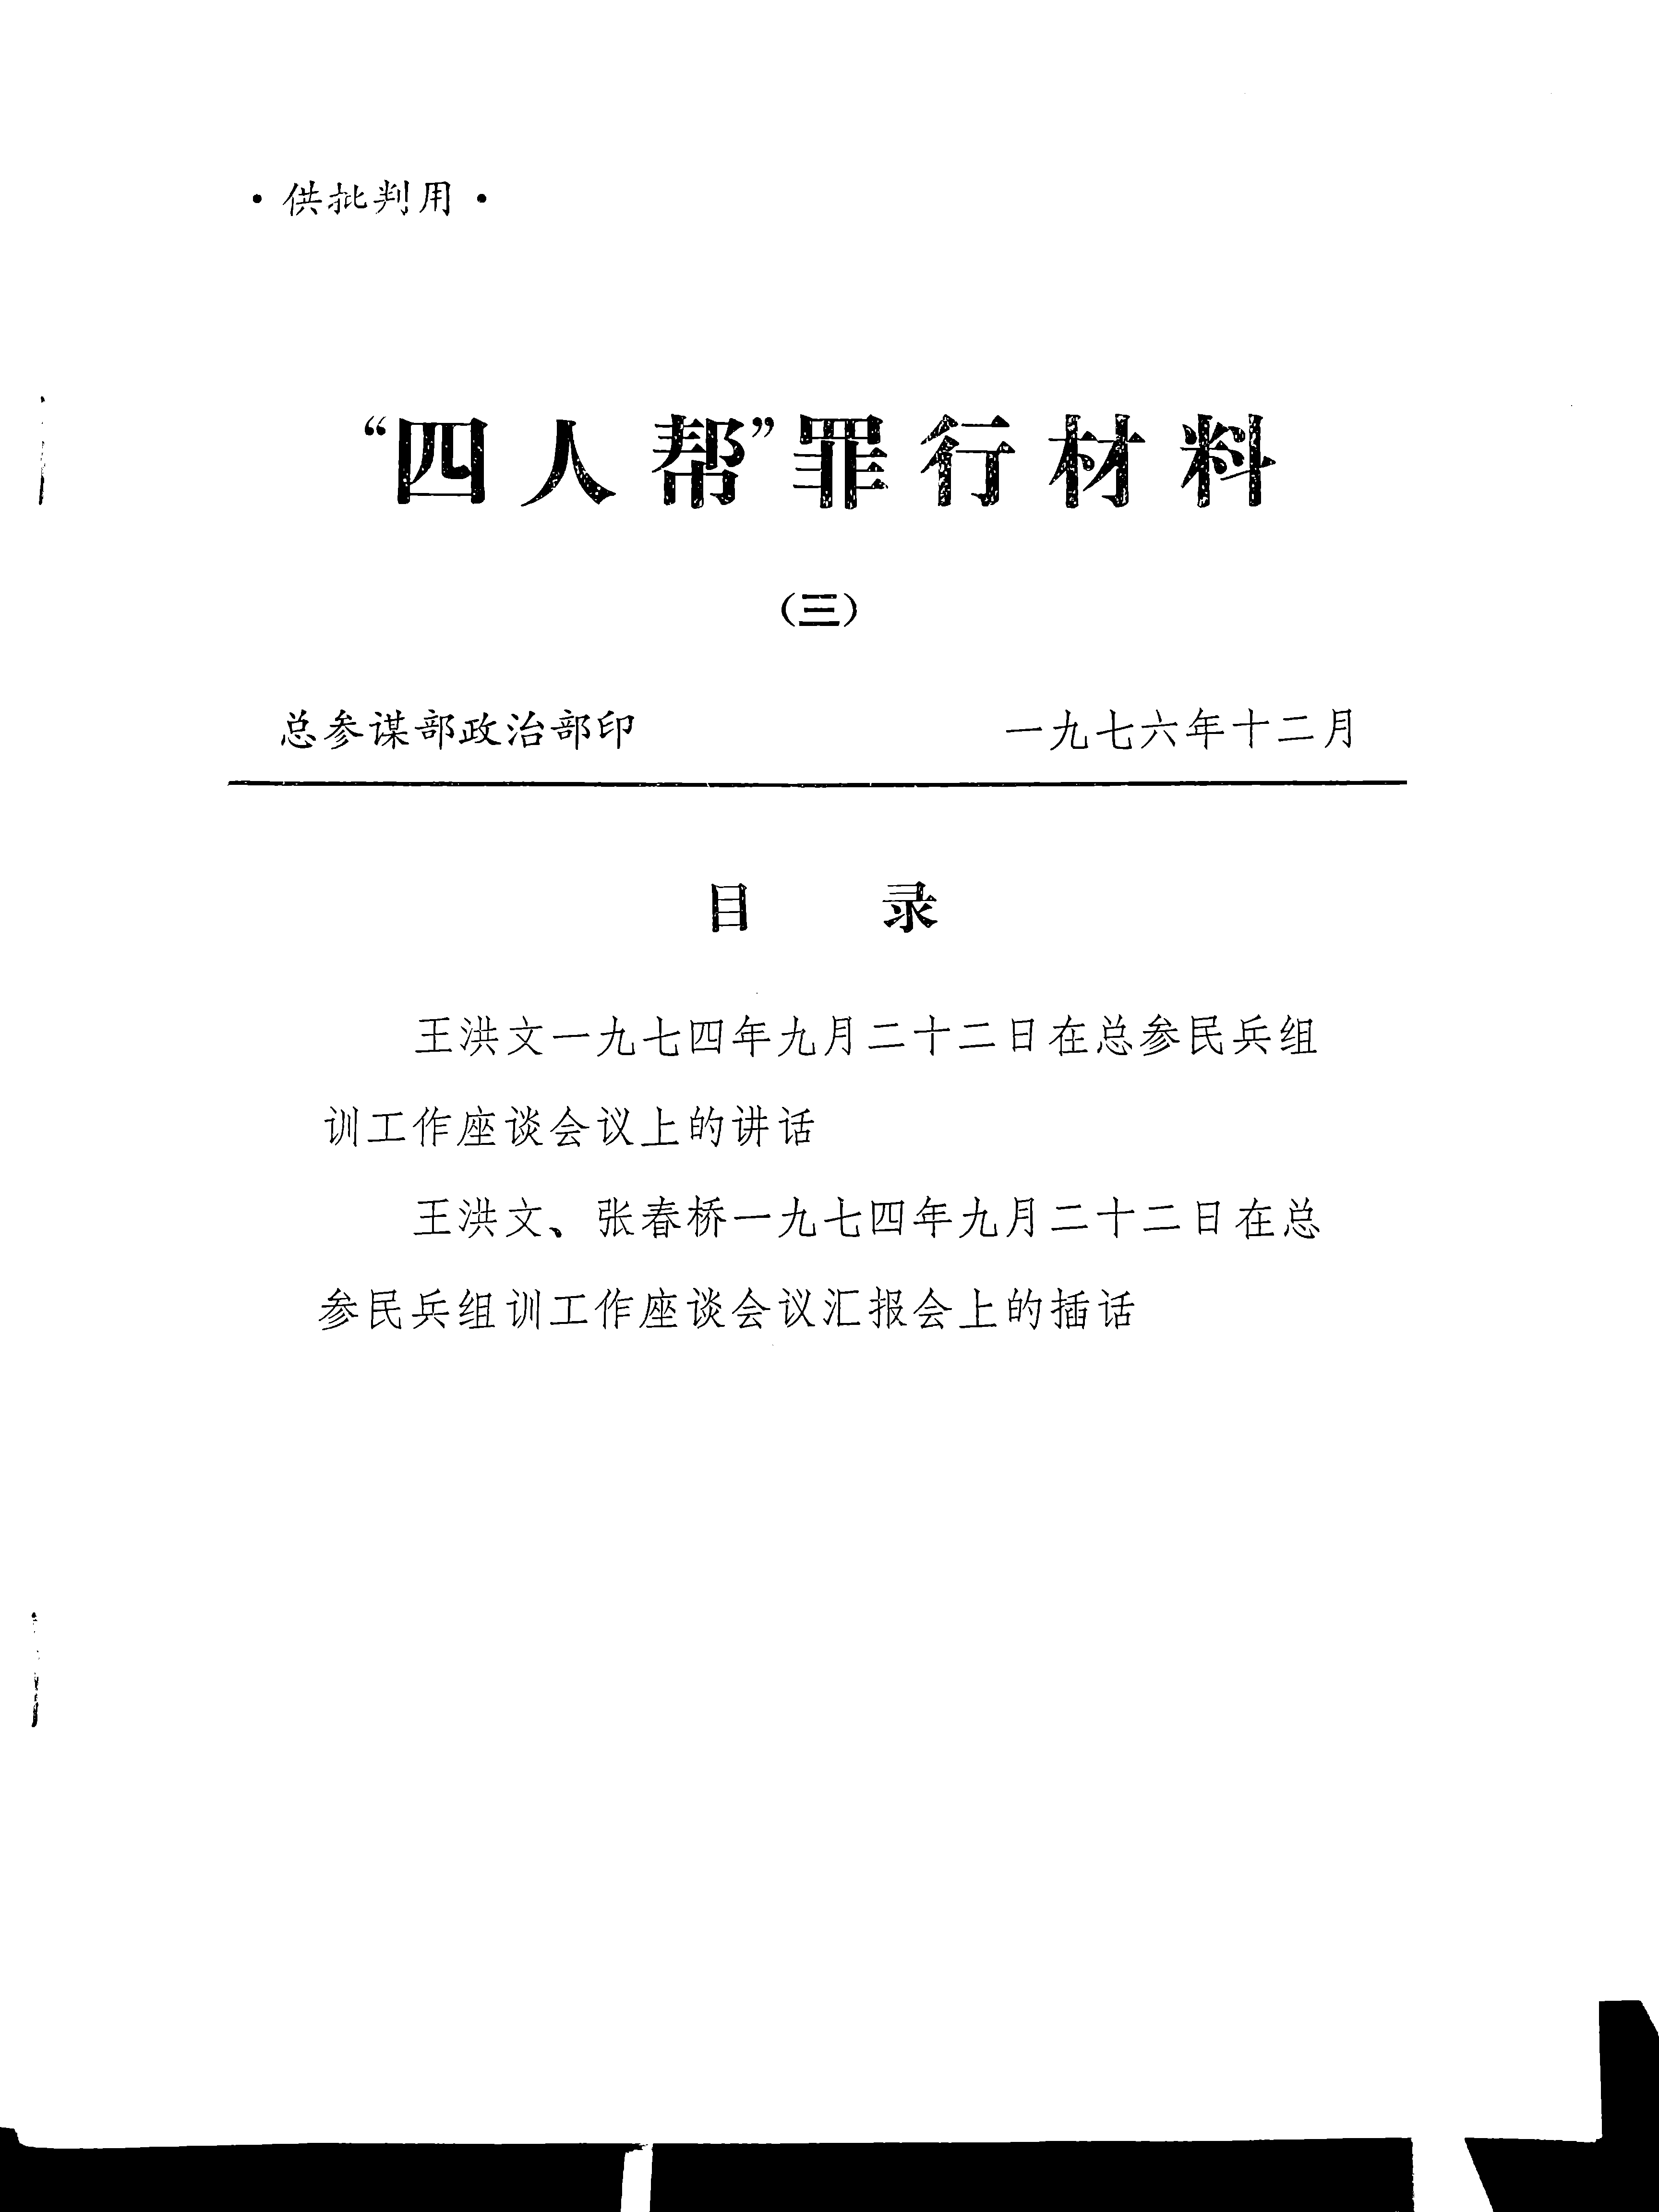 ·供批判用·
“四人帮”罪行材料
（三）
总参谋部政治部印 一九七六年十二月
目 录
王洪文一九七四年九月二十二日在总参民兵组
训工作座谈会议上的讲话
王洪文、张春桥一九七四年九月二十二日在总
参民兵组训工作座谈会议汇报会上的插话